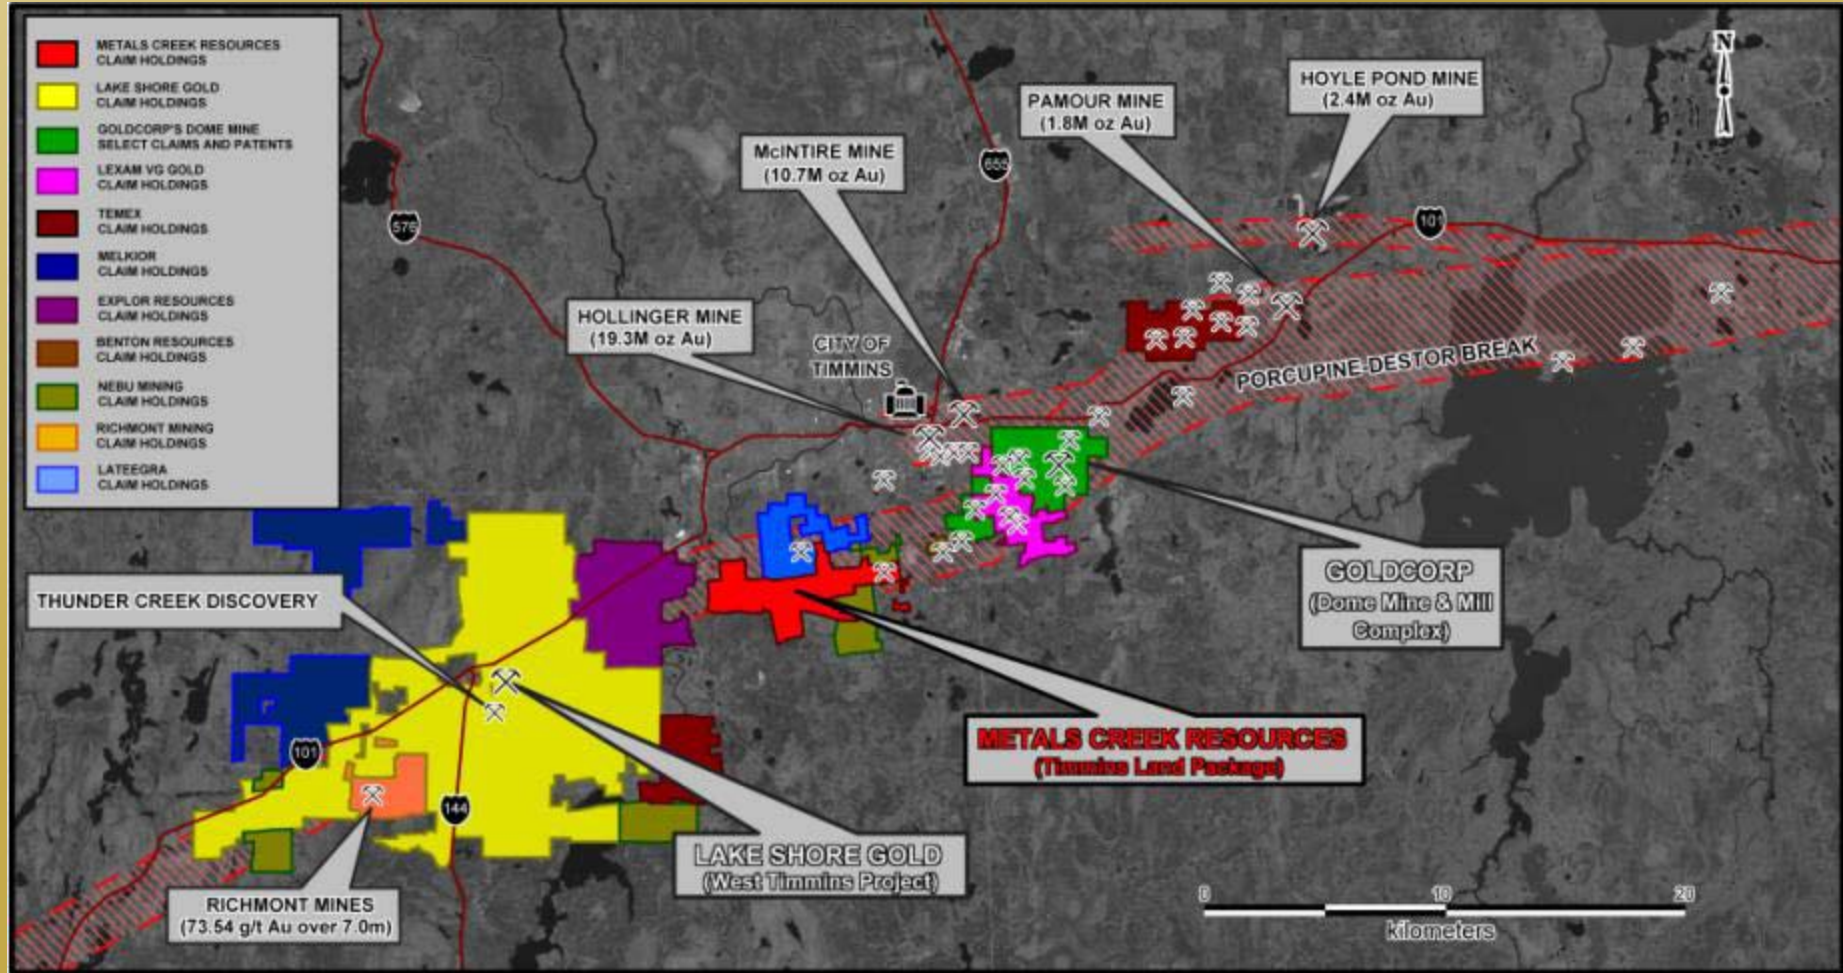 METALS CREEK RESOURCES
CLAIM HOLDINGS
LAKE SHORE GOLD
CLAIM HOLDINGS
GOLDCORP'S DOME MINE
SELECT CLAIMS AND PATENTS
LEXAM VG GOLD
CLAIM HOLDINGS
TEMEX
CLAIM HOLDINGS
MELKIOR
CLAIM HOLDINGS
EXPLOR RESOURCES
CLAIM HOLDINGS
BENTON RESOURCES
CLAIM HOLDINGS
NEBU MINING
CLAIM HOLDINGS
RICHMONT MINING
CLAIM HOLDINGS
LATEEGRA
CLAIM HOLDINGS
N
HOYLE POND MINE
(2.4M oz Au)
PAMOUR MINE
(1.8M oz Au)
McINTIRE MINE
(10.7M oz Au)
655
576
101
HOLLINGER MINE
(19.3M oz Au)
CITY OF
TIMMINS
PORCUPINE-DESTOR BREAK
GOLDCORP
(Dome Mine & Mill
Complex)
THUNDER CREEK DISCOVERY
METALS CREEK RESOURCES
(Timmins Land Package)
101
144
LAKE SHORE GOLD
(West Timmins Project)
RICHMONT MINES
(73.54 g/t Au over 7.0m)
0 10 20
kilometers